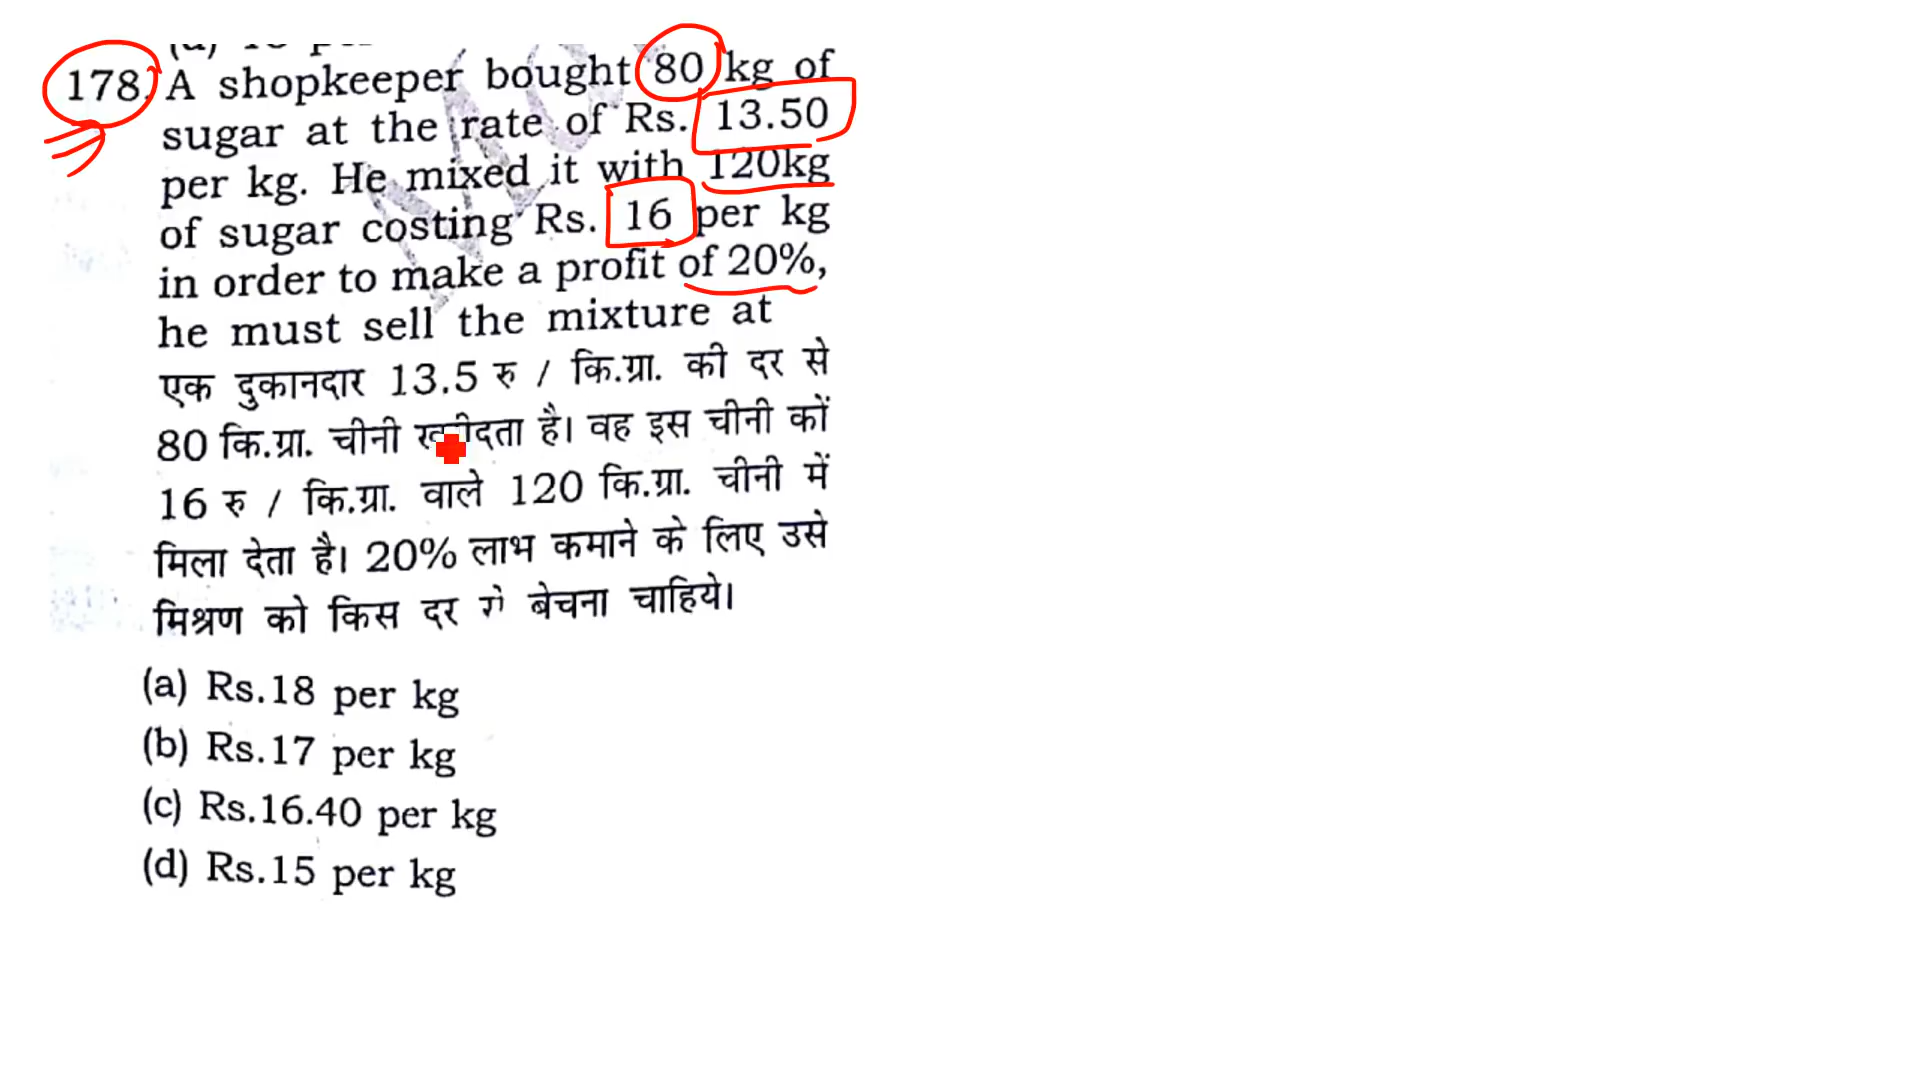 178. A shopkeeper bought 80 kg of
sugar at the rate of Rs. 13.50
per kg. He mixed it with 120kg
of sugar costing Rs. 16 per kg
in order to make a profit of 20%,
he must sell the mixture at
एक दुकानदार 13.5 रु / कि.ग्रा. की दर से
80 कि.ग्रा. चीनी खरीदता है। वह इस चीनी कों
16 रु / कि.ग्रा. वाले 120 कि.ग्रा. चीनी में
मिला देता है। 20% लाभ कमाने के लिए उसे
मिश्रण को किस दर से बेचना चाहिये।
(a) Rs.18 per kg
(b) Rs.17 per kg
(c) Rs.16.40 per kg
(d) Rs.15 per kg